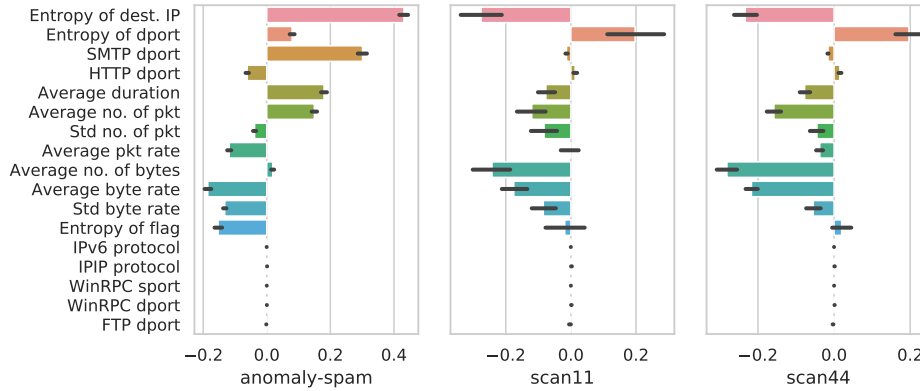 Entropy of dest. IP
Entropy of dport
SMTP dport
HTTP dport
Average duration
Average no. of pkt
Std no. of pkt
Average pkt rate
Average no. of bytes
Average byte rate
Std byte rate
Entropy of flag
IPv6 protocol
IPIP protocol
WinRPC sport
WinRPC dport
FTP dport
−0.2 0.0 0.2 0.4
anomaly-spam
−0.2 0.0 0.2
scan11
−0.2 0.0 0.2
scan44